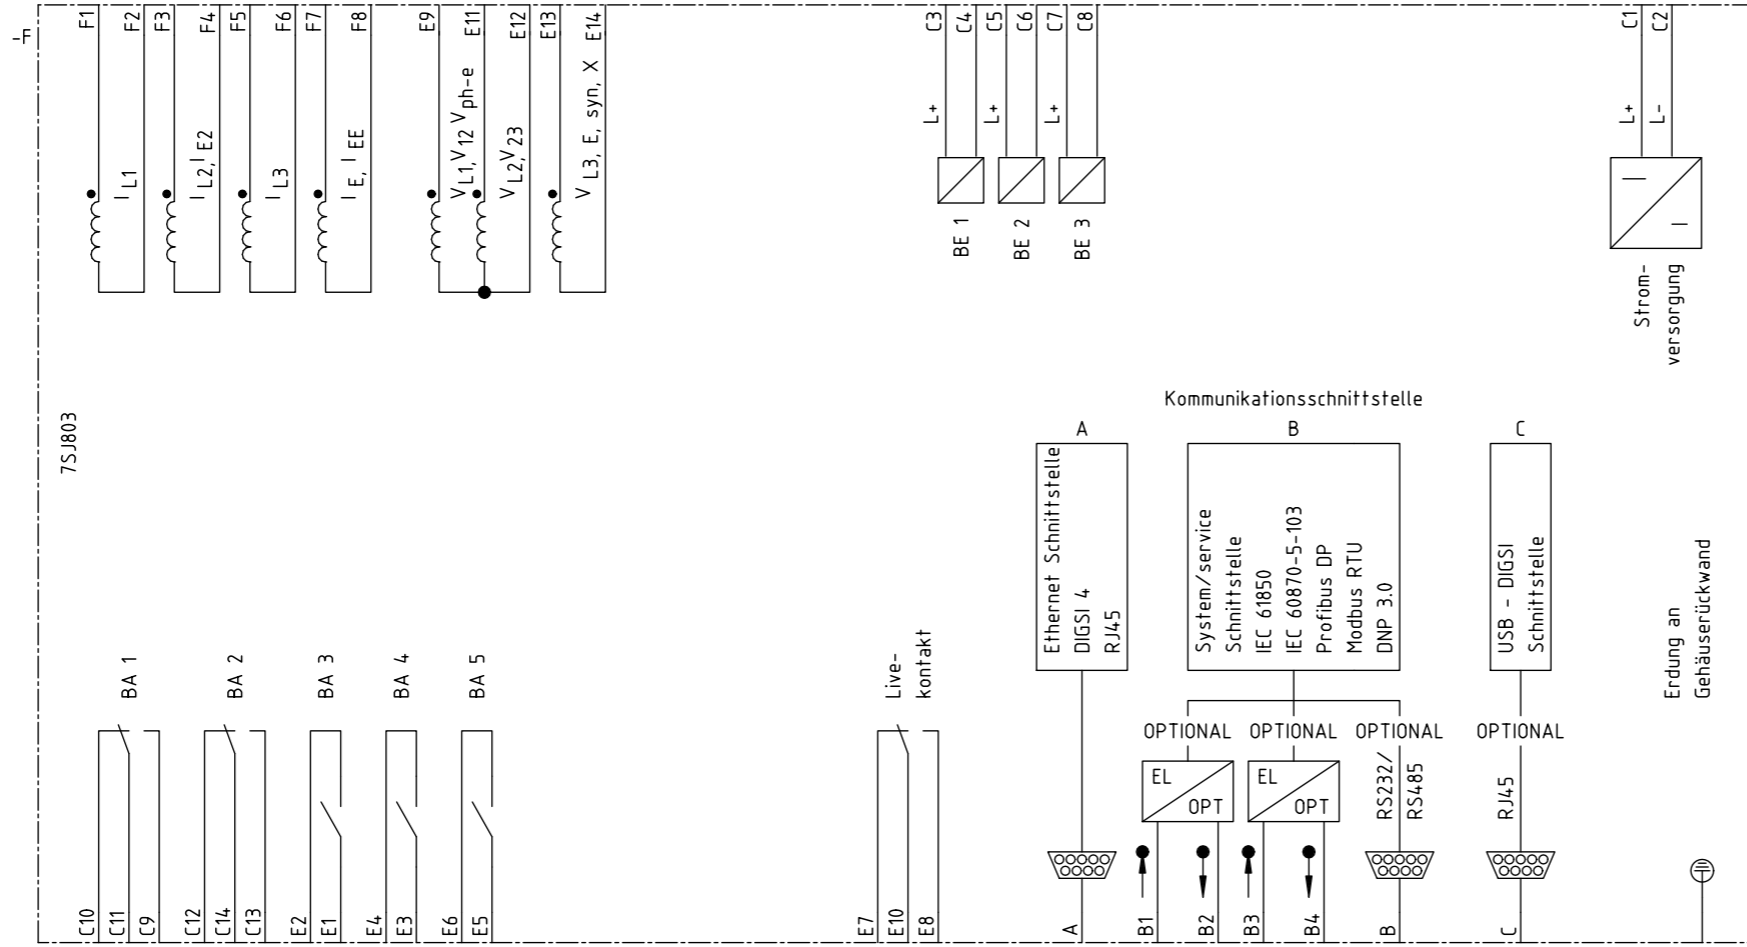 -F
F1
F2
F3
F4
F5
F6
F7
F8
E9
E11
E12
E13
E14
C3
C4
C5
C6
C7
C8
C1
C2
I L1
I L2, I E2
I L3
I E, I EE
V L1, V 12 V ph-e
V L2, V 23
V L3, E, syn, X
L+
L+
L+
L+
L-
BE 1
BE 2
BE 3
Strom-
versorgung
7SJ803
Kommunikationsschnittstelle
A
B
C
Ethernet Schnittstelle
DIGSI 4
RJ45
System/service
Schnittstelle
IEC 61850
IEC 60870-5-103
Profibus DP
Modbus RTU
DNP 3.0
USB - DIGSI
Schnittstelle
Erdung an
Gehäuserückwand
BA 1
BA 2
BA 3
BA 4
BA 5
Live-
kontakt
OPTIONAL
OPTIONAL
OPTIONAL
OPTIONAL
EL
OPT
EL
OPT
RS232/
RS485
RJ45
C10
C11
C9
C12
C14
C13
E2
E1
E4
E3
E6
E5
E7
E10
E8
A
B1
B2
B3
B4
B
C